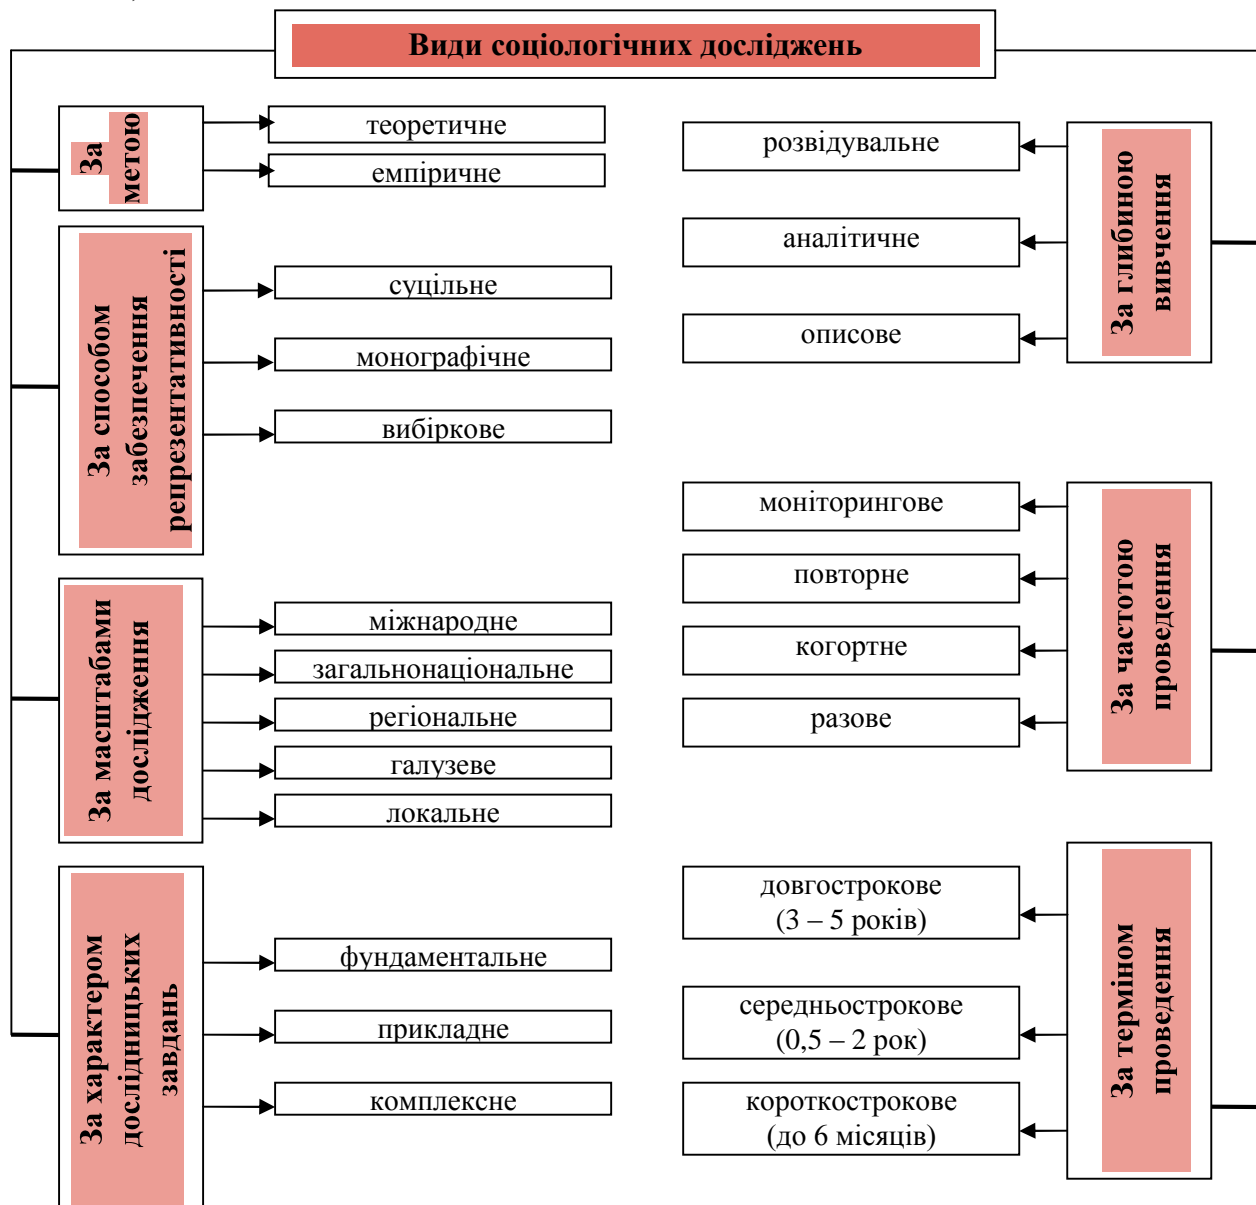 Види соціологічних досліджень
За
метою
теоретичне
емпіричне
За способом
забезпечення
репрезентативності
суцільне
монографічне
вибіркове
За масштабами
дослідження
міжнародне
загальнонаціональне
регіональне
галузеве
локальне
За характером
дослідницьких
завдань
фундаментальне
прикладне
комплексне
За глибиною
вивчення
розвідувальне
аналітичне
описове
За частотою
проведення
моніторингове
повторне
когортне
разове
За терміном
проведення
довгострокове
(3 – 5 років)
середньострокове
(0,5 – 2 рок)
короткострокове
(до 6 місяців)